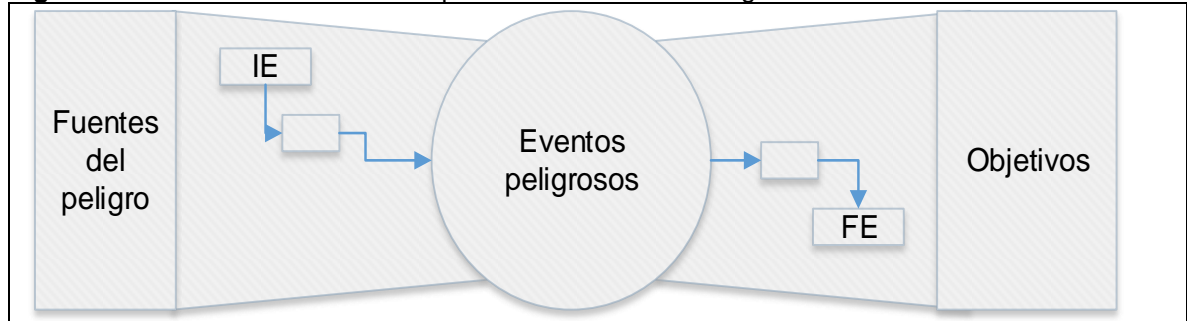 IE
Fuentes
del
peligro
Eventos
peligrosos
Objetivos
FE